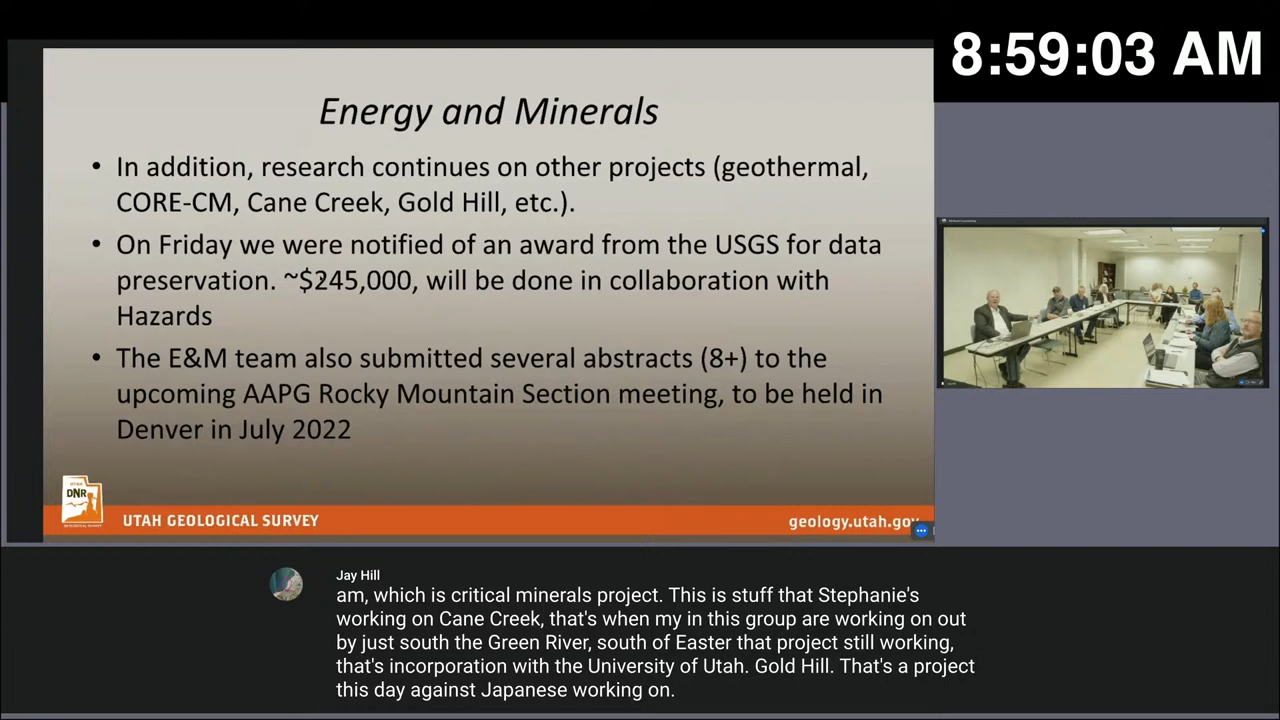 8:59:03 AM
Energy and Minerals
• In addition, research continues on other projects (geothermal,
CORE-CM, Cane Creek, Gold Hill, etc.).
• On Friday we were notified of an award from the USGS for data
preservation. ~$245,000, will be done in collaboration with
Hazards
• The E&M team also submitted several abstracts (8+) to the
upcoming AAPG Rocky Mountain Section meeting, to be held in
Denver in July 2022
UTAH
DNR
UTAH GEOLOGICAL SURVEY
geology.utah.gov
Jay Hill
am, which is critical minerals project. This is stuff that Stephanie's
working on Cane Creek, that's when my in this group are working on out
by just south the Green River, south of Easter that project still working,
that's incorporation with the University of Utah. Gold Hill. That's a project
this day against Japanese working on.